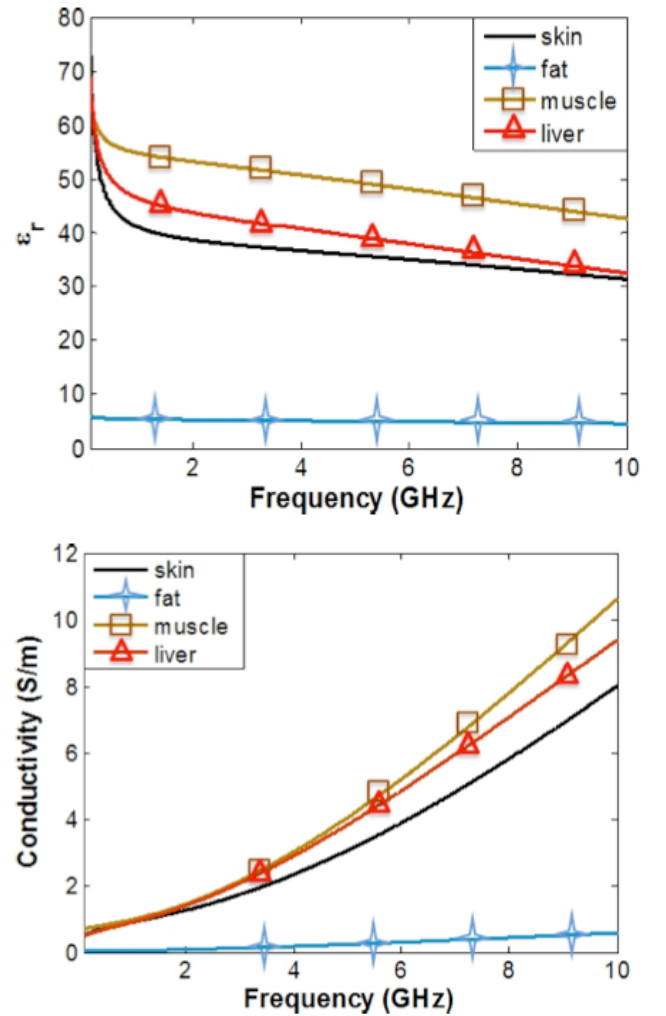 80
70
60
50
40
30
20
10
0
εr
skin
fat
muscle
liver
2 4 6 8 10
Frequency (GHz)
12
10
8
6
4
2
0
Conductivity (S/m)
skin
fat
muscle
liver
2 4 6 8 10
Frequency (GHz)